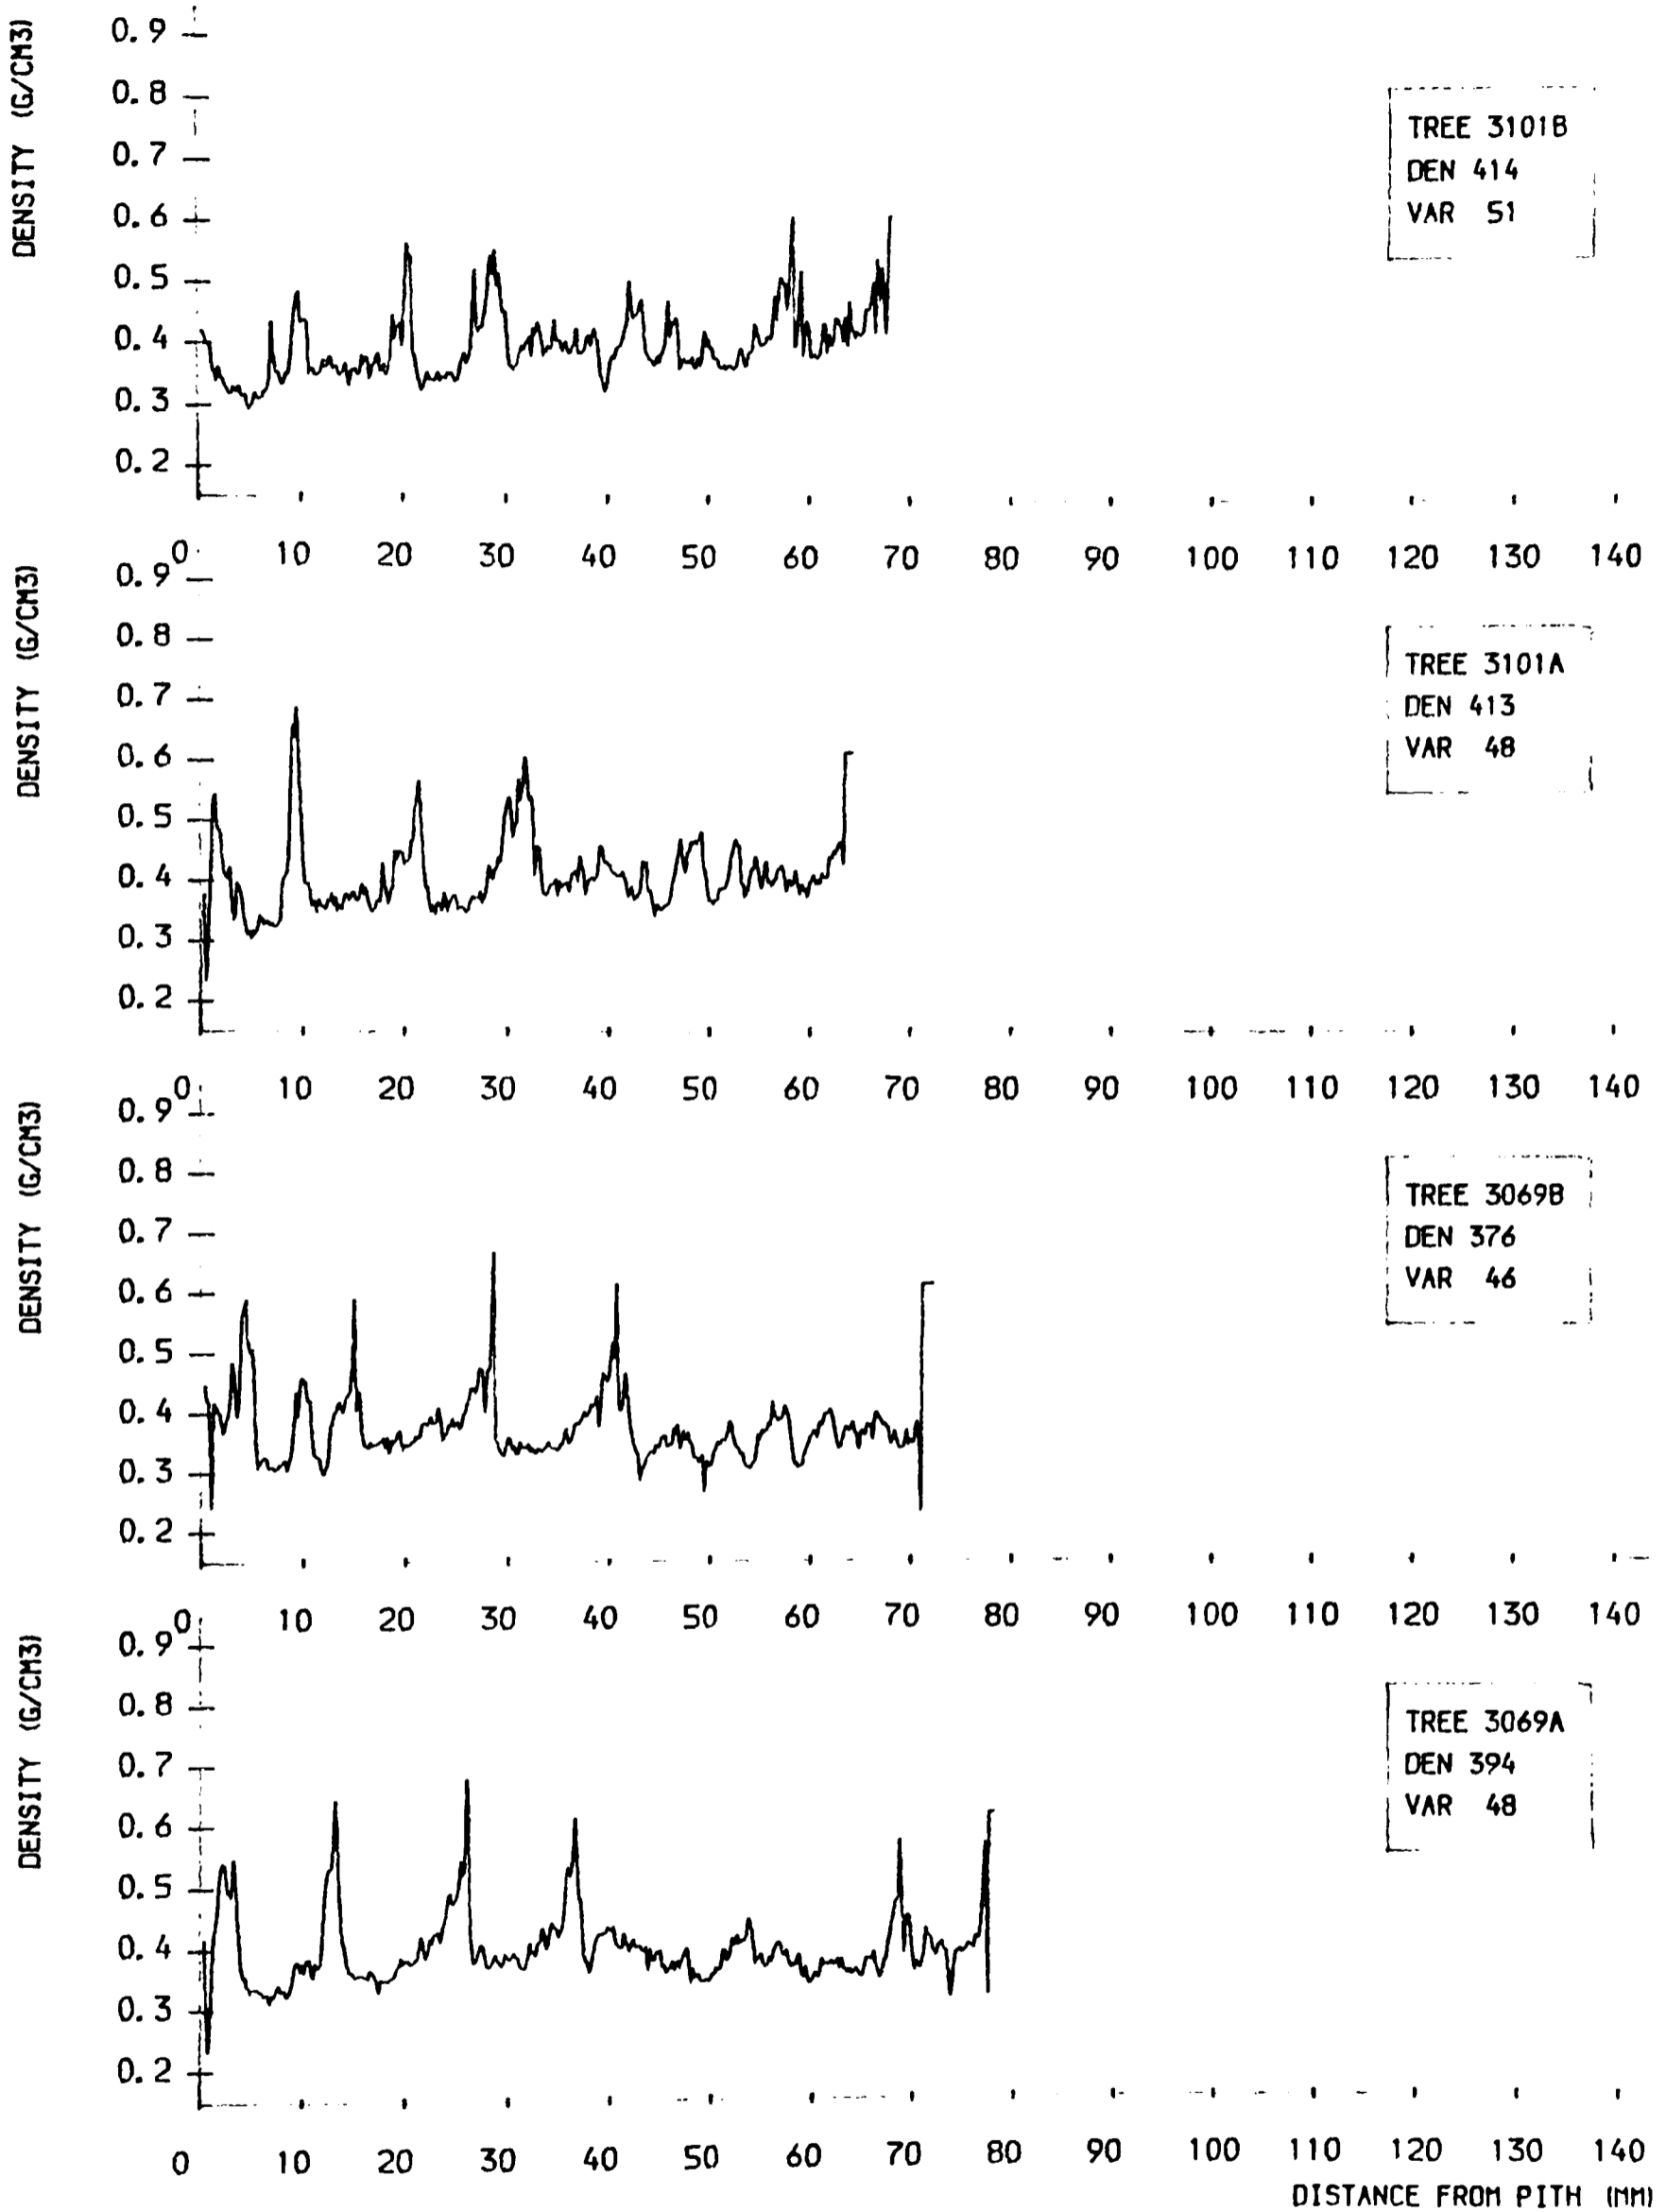 DENSITY (G/CM3)
0.9
0.8
0.7
0.6
0.5
0.4
0.3
0.2
TREE 3101B
DEN 414
VAR 51
0 10 20 30 40 50 60 70 80 90 100 110 120 130 140
DENSITY (G/CM3)
0.9
0.8
0.7
0.6
0.5
0.4
0.3
0.2
TREE 3101A
DEN 413
VAR 48
0 10 20 30 40 50 60 70 80 90 100 110 120 130 140
DENSITY (G/CM3)
0.9
0.8
0.7
0.6
0.5
0.4
0.3
0.2
TREE 3069B
DEN 376
VAR 46
0 10 20 30 40 50 60 70 80 90 100 110 120 130 140
DENSITY (G/CM3)
0.9
0.8
0.7
0.6
0.5
0.4
0.3
0.2
TREE 3069A
DEN 394
VAR 48
0 10 20 30 40 50 60 70 80 90 100 110 120 130 140
DISTANCE FROM PITH (MM)